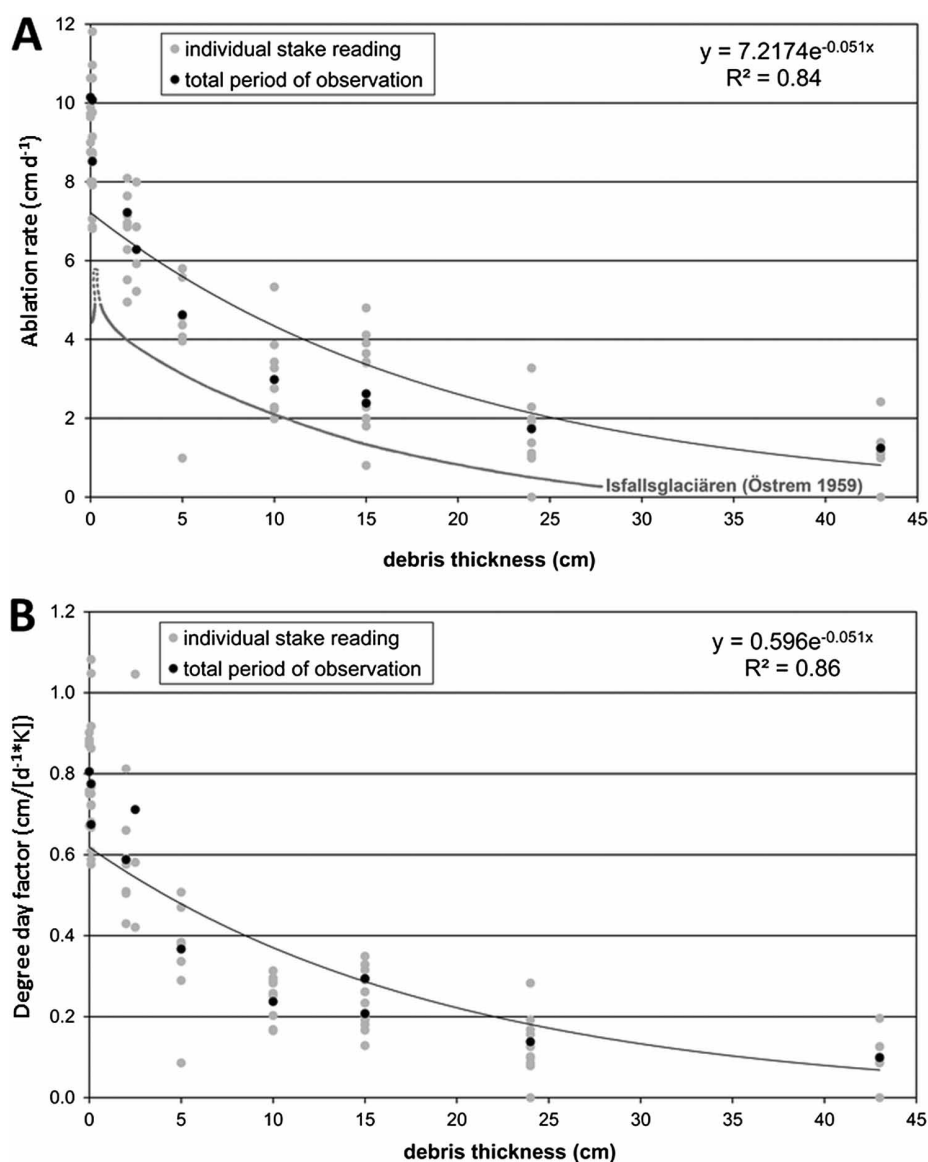 A
individual stake reading
total period of observation
y = 7.2174e^-0.051x
R² = 0.84
Ablation rate (cm d⁻¹)
12
10
8
6
4
2
0
Isfallsglaciären (Östrem 1959)
0 5 10 15 20 25 30 35 40 45
debris thickness (cm)
B
individual stake reading
total period of observation
y = 0.596e^-0.051x
R² = 0.86
Degree day factor (cm/[d⁻¹*K])
1.2
1.0
0.8
0.6
0.4
0.2
0.0
0 5 10 15 20 25 30 35 40 45
debris thickness (cm)